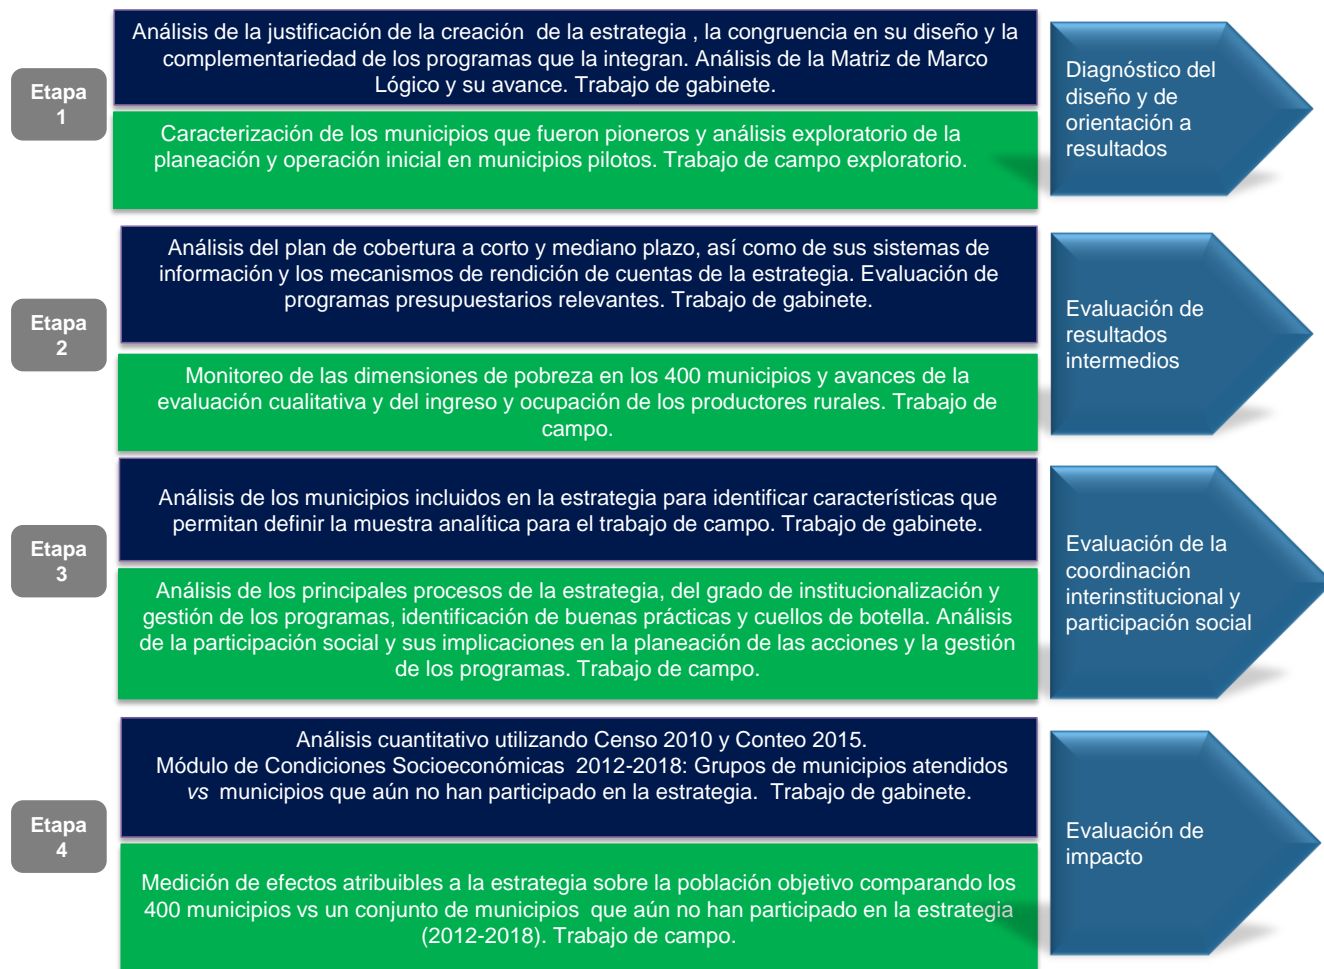 Etapa
1
Análisis de la justificación de la creación de la estrategia , la congruencia en su diseño y la
complementariedad de los programas que la integran. Análisis de la Matriz de Marco
Lógico y su avance. Trabajo de gabinete.
Caracterización de los municipios que fueron pioneros y análisis exploratorio de la
planeación y operación inicial en municipios pilotos. Trabajo de campo exploratorio.
Diagnóstico del
diseño y de
orientación a
resultados
Etapa
2
Análisis del plan de cobertura a corto y mediano plazo, así como de sus sistemas de
información y los mecanismos de rendición de cuentas de la estrategia. Evaluación de
programas presupuestarios relevantes. Trabajo de gabinete.
Monitoreo de las dimensiones de pobreza en los 400 municipios y avances de la
evaluación cualitativa y del ingreso y ocupación de los productores rurales. Trabajo de
campo.
Evaluación de
resultados
intermedios
Etapa
3
Análisis de los municipios incluidos en la estrategia para identificar características que
permitan definir la muestra analítica para el trabajo de campo. Trabajo de gabinete.
Análisis de los principales procesos de la estrategia, del grado de institucionalización y
gestión de los programas, identificación de buenas prácticas y cuellos de botella. Análisis
de la participación social y sus implicaciones en la planeación de las acciones y la gestión
de los programas. Trabajo de campo.
Evaluación de la
coordinación
interinstitucional y
participación social
Etapa
4
Análisis cuantitativo utilizando Censo 2010 y Conteo 2015.
Módulo de Condiciones Socioeconómicas 2012-2018: Grupos de municipios atendidos
vs municipios que aún no han participado en la estrategia. Trabajo de gabinete.
Medición de efectos atribuibles a la estrategia sobre la población objetivo comparando los
400 municipios vs un conjunto de municipios que aún no han participado en la estrategia
(2012-2018). Trabajo de campo.
Evaluación de
impacto